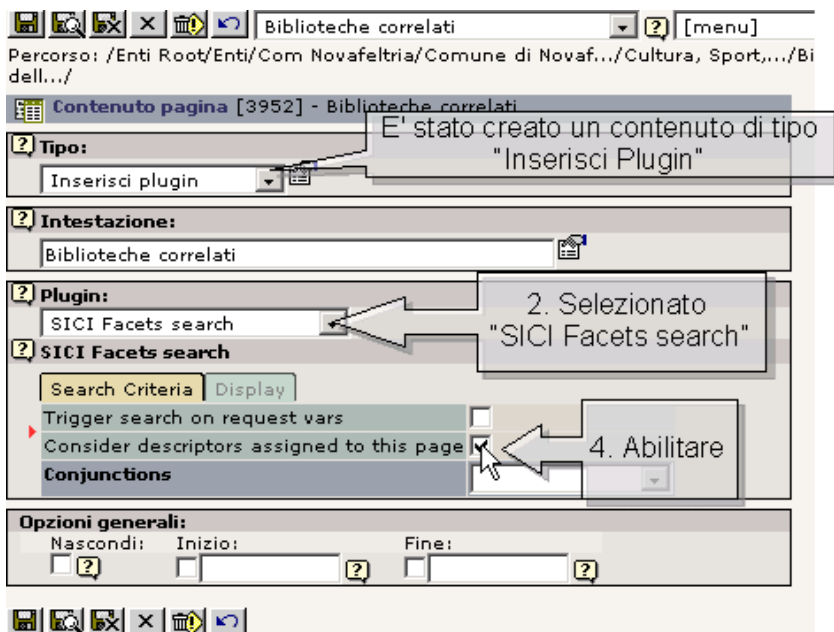 Biblioteche correlati [menu]
Percorso: /Enti Root/Enti/Com Novafeltria/Comune di Novaf.../Cultura, Sport,.../Bi
dell.../
Contenuto pagina [3952] - Biblioteche correlati
E' stato creato un contenuto di tipo
"Inserisci Plugin"
Tipo:
Inserisci plugin
Intestazione:
Biblioteche correlati
Plugin:
SICI Facets search
2. Selezionato
"SICI Facets search"
SICI Facets search
Search Criteria Display
Trigger search on request vars
Consider descriptors assigned to this page
4. Abilitare
Conjunctions
Opzioni generali:
Nascondi: Inizio: Fine: